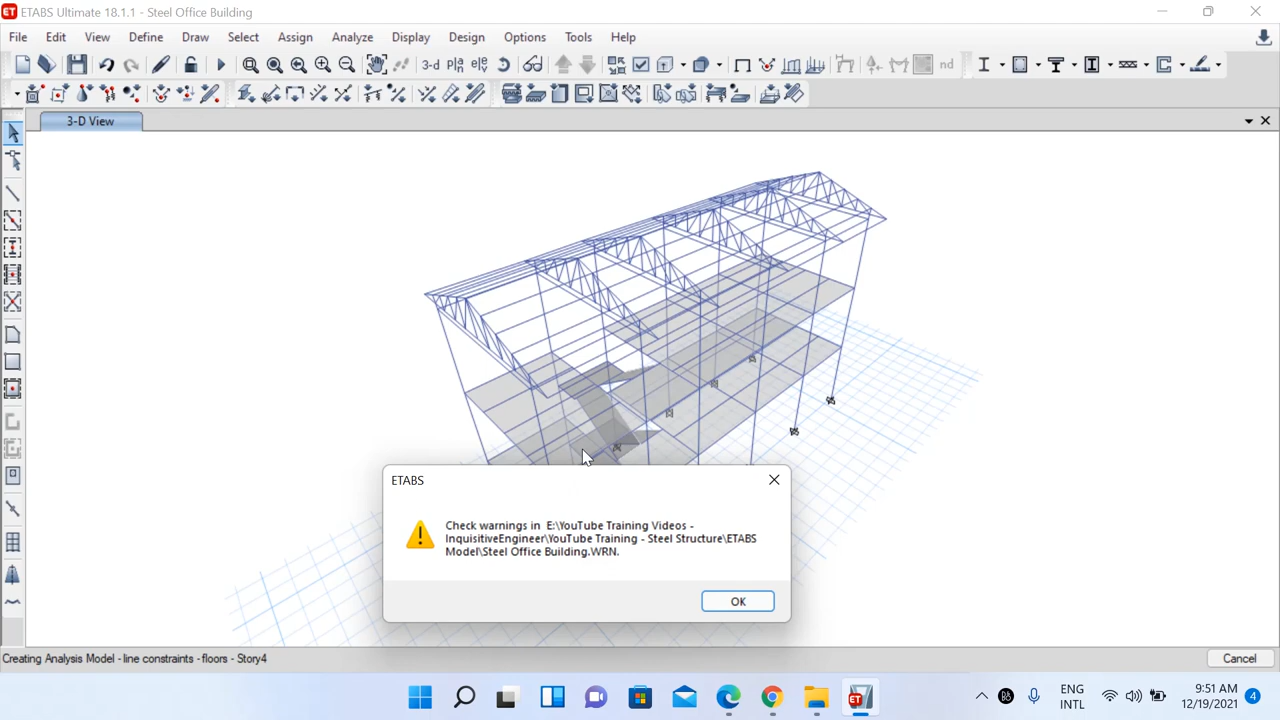 ETABS Ultimate 18.1.1 - Steel Office Building
File Edit View Define Draw Select Assign Analyze Display Design Options Tools Help
3-d nd
3-D View
ETABS
Check warnings in E:\YouTube Training Videos -
InquisitiveEngineer\YouTube Training - Steel Structure\ETABS
Model\Steel Office Building.WRN.
OK
Creating Analysis Model - line constraints - floors - Story4
Cancel
ENG
INTL
9:51 AM
12/19/2021
4